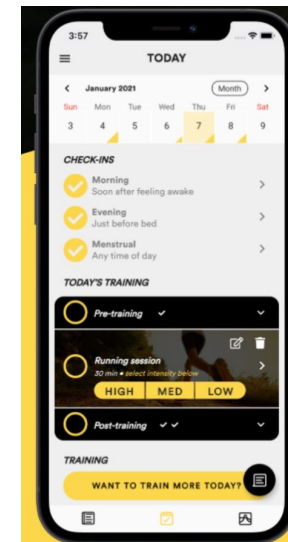 3:57
TODAY
January 2021 Month
Sun Mon Tue Wed Thu Fri Sat
3 4 5 6 7 8 9
CHECK-INS
Morning
Soon after feeling awake
Evening
Just before bed
Menstrual
Any time of day
TODAY'S TRAINING
Pre-training
Running session
30 min • select intensity below
HIGH MED LOW
Post-training
TRAINING
WANT TO TRAIN MORE TODAY?